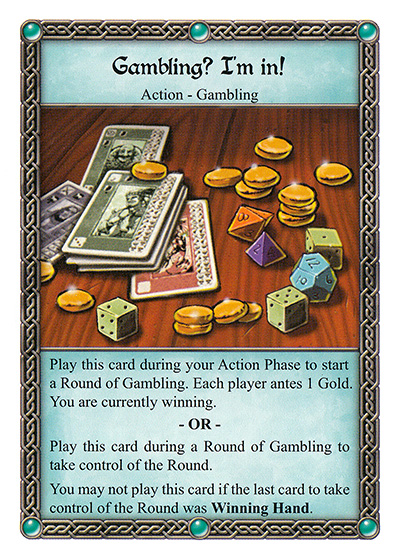 Gambling? I'm in!
Action - Gambling
12
Play this card during your Action Phase to start
a Round of Gambling. Each player antes 1 Gold.
You are currently winning.
- OR -
Play this card during a Round of Gambling to
take control of the Round.
You may not play this card if the last card to take
control of the Round was Winning Hand.